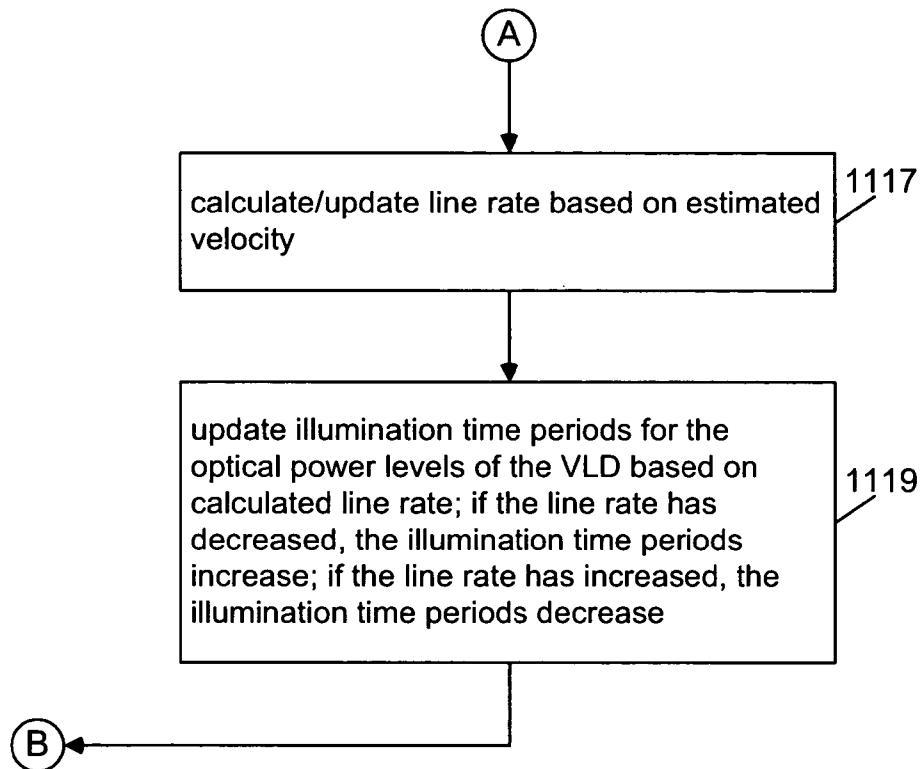 A
calculate/update line rate based on estimated
velocity
1117
update illumination time periods for the
optical power levels of the VLD based on
calculated line rate; if the line rate has
decreased, the illumination time periods
increase; if the line rate has increased, the
illumination time periods decrease
1119
B